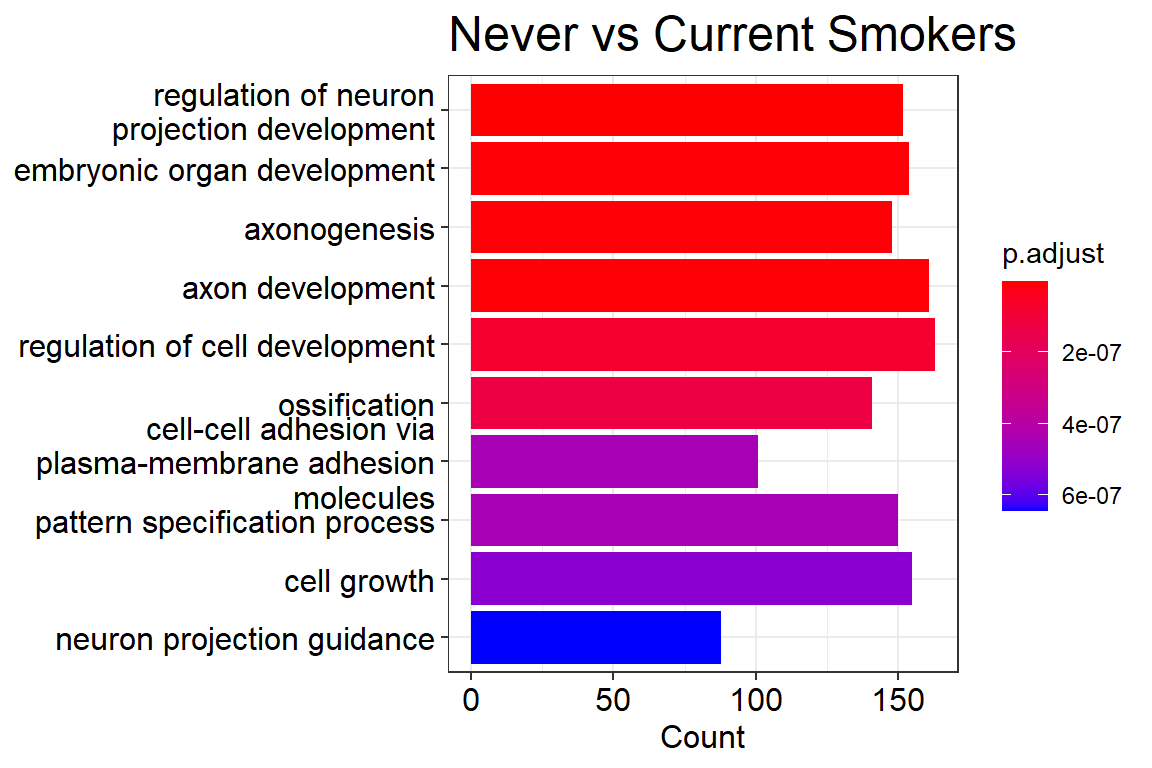 Never vs Current Smokers
regulation of neuron
projection development
embryonic organ development
axonogenesis
axon development
regulation of cell development
ossification
cell-cell adhesion via
plasma-membrane adhesion
molecules
pattern specification process
cell growth
neuron projection guidance
0
50
100
150
Count
p.adjust
2e-07
4e-07
6e-07